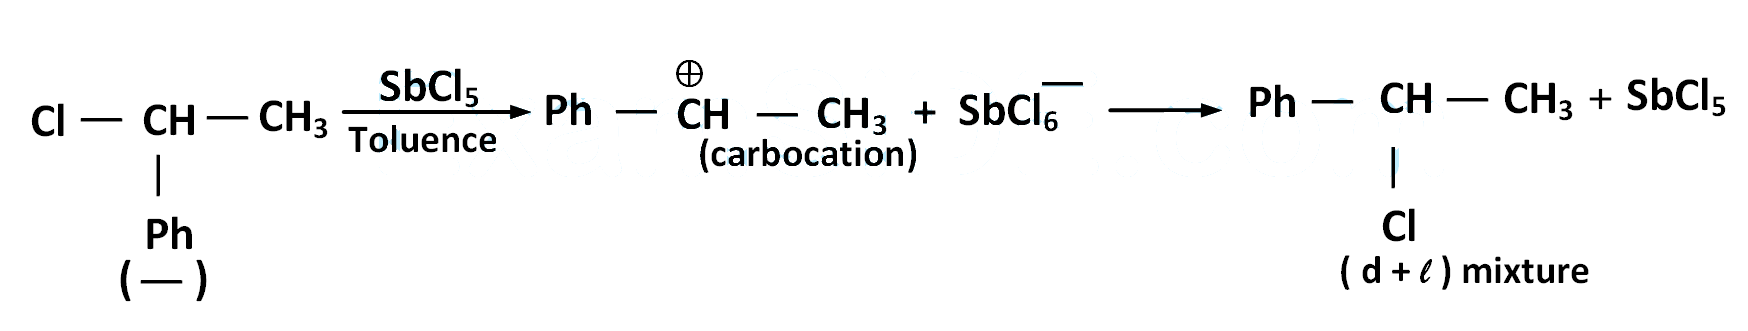 Cl — CH — CH₃ SbCl₅ Toluence Ph — CH — CH₃ + SbCl₆⁻ Ph — CH — CH₃ + SbCl₅
⊕
(carbocation)
Ph
Cl
( — )
( d + ℓ ) mixture